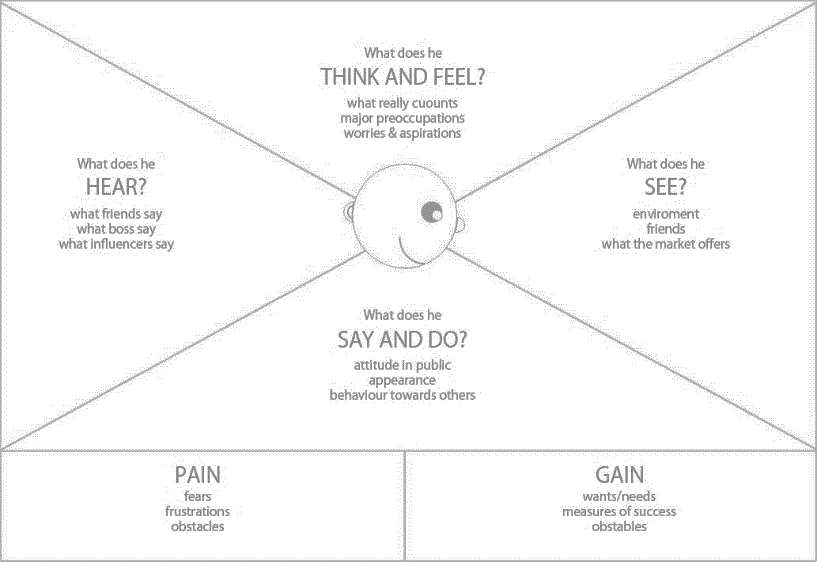 What does he
THINK AND FEEL?
what really cuounts
major preoccupations
worries & aspirations
What does he
HEAR?
what friends say
what boss say
what influencers say
What does he
SEE?
enviroment
friends
what the market offers
What does he
SAY AND DO?
attitude in public
appearance
behaviour towards others
PAIN
fears
frustrations
obstacles
GAIN
wants/needs
measures of success
obstables